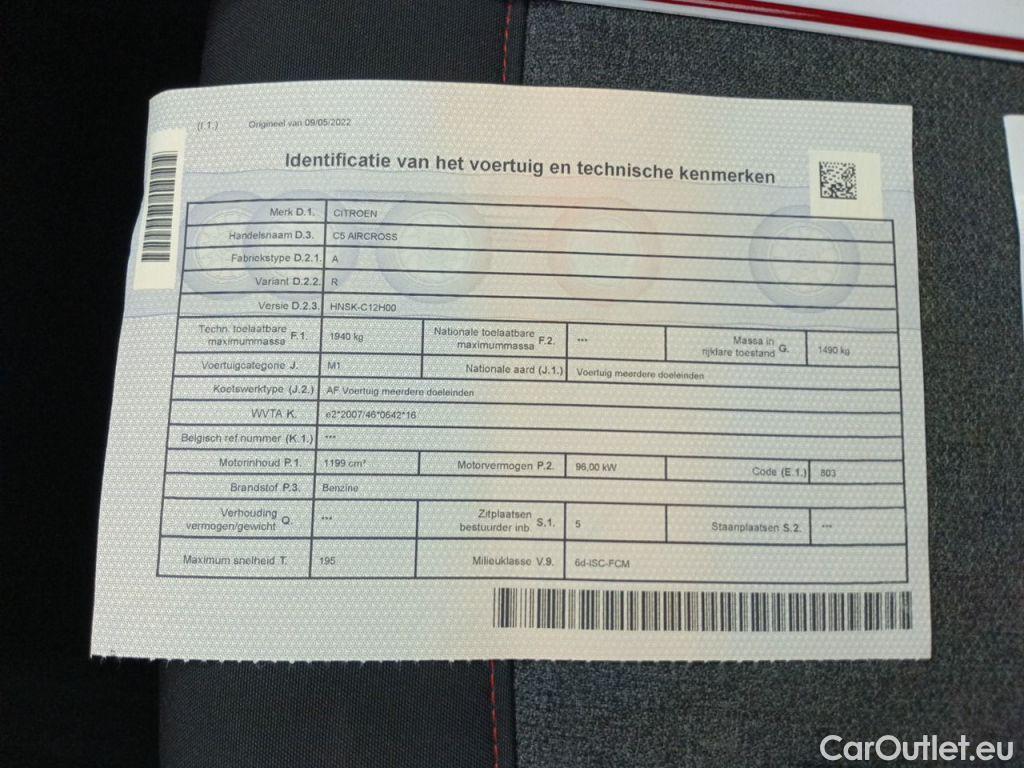 (I.1.) Origineel van 09/05/2022
Identificatie van het voertuig en technische kenmerken
Merk D.1. CITROEN
Handelsnaam D.3. C5 AIRCROSS
Fabriekstype D.2.1. A
Variant D.2.2. R
Versie D.2.3. HNSK-C12H00
Techn. toelaatbare maximummassa F.1. 1940 kg Nationale toelaatbare maximummassa F.2. *** Massa in rijklare toestand G. 1490 kg
Voertuigcategorie J. M1 Nationale aard (J.1.) Voertuig meerdere doeleinden
Koetswerktype (J.2.) AF Voertuig meerdere doeleinden
WVTA K. e2*2007/46*0642*16
Belgisch ref.nummer (K.1.) ***
Motorinhoud P.1. 1199 cm³ Motorvermogen P.2. 96,00 kW Code (E.1.) 803
Brandstof P.3. Benzine
Verhouding vermogen/gewicht Q. *** Zitplaatsen bestuurder inb. S.1. 5 Staanplaatsen S.2. ***
Maximum snelheid T. 195 Milieuklasse V.9. 6d-ISC-FCM
CarOutlet.eu